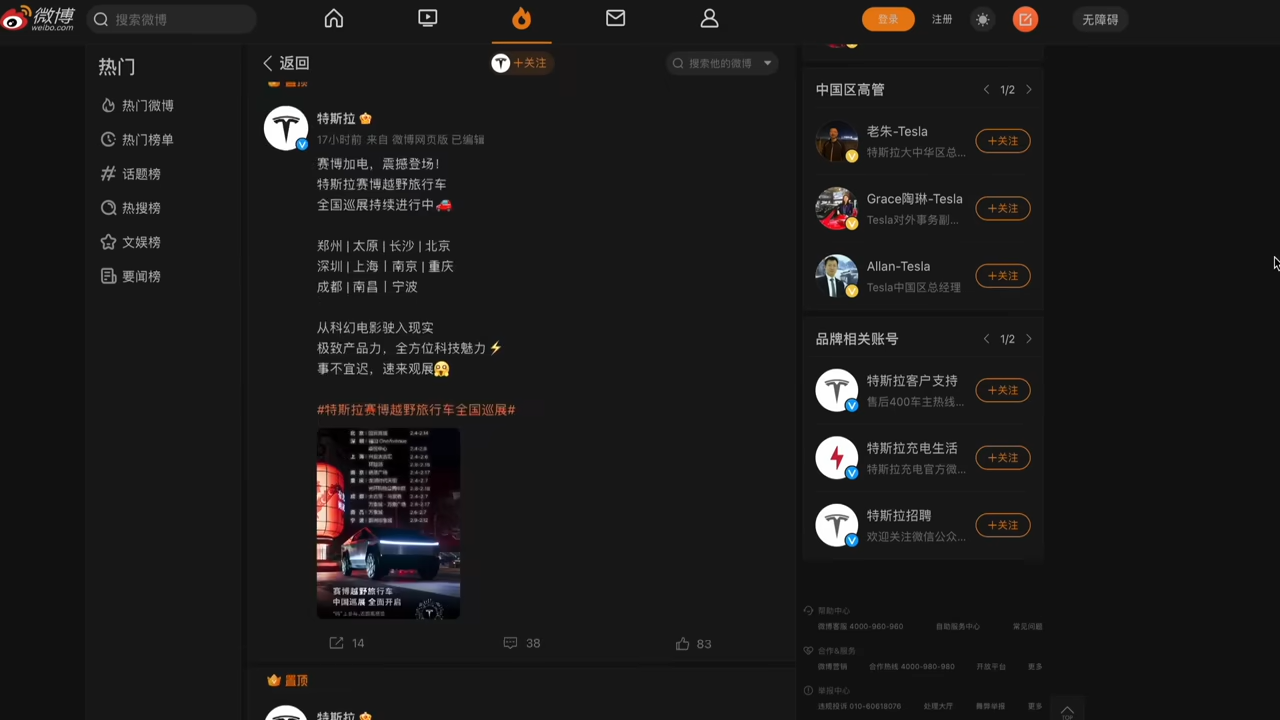 微博
weibo.com
搜索微博
登录
注册
无障碍
热门
热门微博
热门榜单
话题榜
热搜榜
文娱榜
要闻榜
返回
+关注
搜索他的微博
置顶
特斯拉
17小时前 来自 微博网页版 已编辑
赛博加电，震撼登场！
特斯拉赛博越野旅行车
全国巡展持续进行中
郑州 | 太原 | 长沙 | 北京
深圳 | 上海丨南京 | 重庆
成都 | 南昌丨宁波
从科幻电影驶入现实
极致产品力，全方位科技魅力
事不宜迟，速来观展
#特斯拉赛博越野旅行车全国巡展#
赛博越野旅行车
中国巡展 全面开启
14
38
83
置顶
特斯拉
中国区高管
1/2
老朱-Tesla
特斯拉大中华区总...
+关注
Grace陶琳-Tesla
Tesla对外事务副...
+关注
Allan-Tesla
Tesla中国区总经理
+关注
品牌相关账号
1/2
特斯拉客户支持
售后400车主热线...
+关注
特斯拉充电生活
特斯拉充电官方微...
+关注
特斯拉招聘
欢迎关注微信公众...
+关注
帮助中心
微博客服 4000-960-960 自助服务中心 常见问题
合作&服务
微博营销 合作热线 4000-980-980 开放平台 更多
举报中心
违规投诉 010-60618076 处理大厅 舞弊举报 更多
TOP